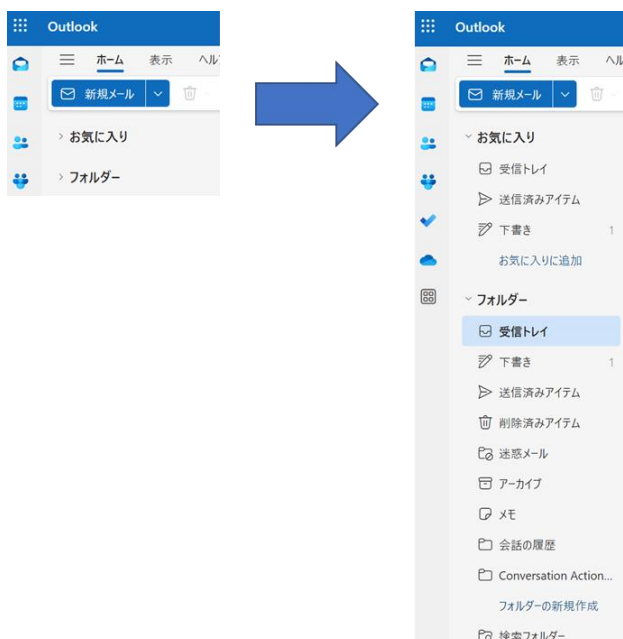 Outlook
ホーム 表示 ヘル
新規メール
お気に入り
フォルダー
Outlook
ホーム 表示 ヘル
新規メール
お気に入り
受信トレイ
送信済みアイテム
下書き 1
お気に入りに追加
フォルダー
受信トレイ
下書き 1
送信済みアイテム
削除済みアイテム
迷惑メール
アーカイブ
メモ
会話の履歴
Conversation Action...
フォルダーの新規作成
検索フォルダー